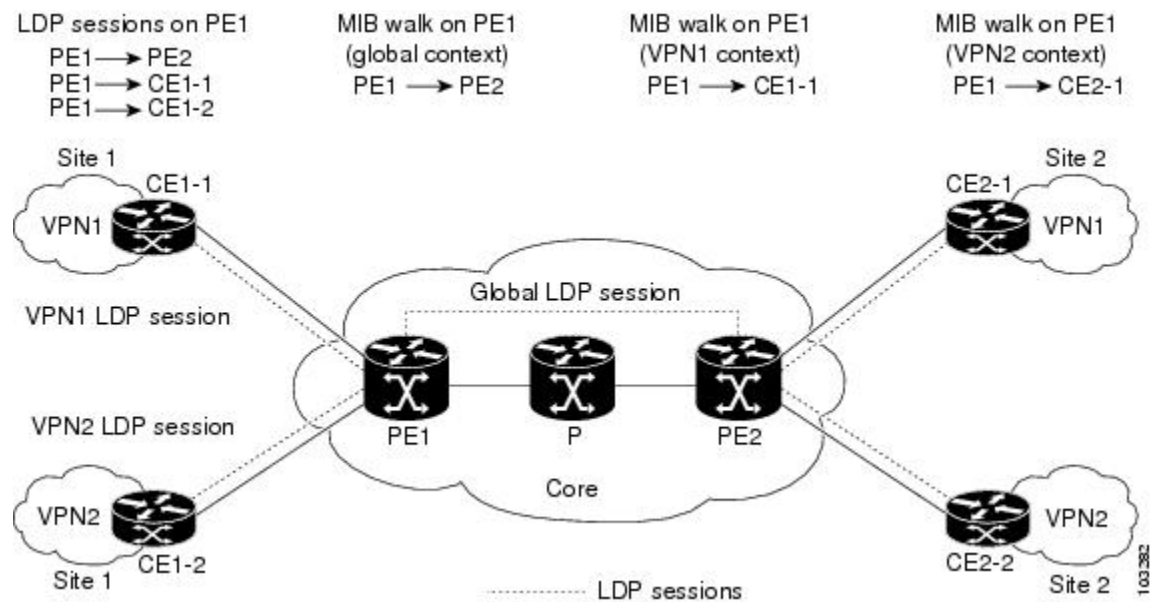 LDP sessions on PE1
PE1 → PE2
PE1 → CE1-1
PE1 → CE1-2
MIB walk on PE1
(global context)
PE1 → PE2
MIB walk on PE1
(VPN1 context)
PE1 → CE1-1
MIB walk on PE1
(VPN2 context)
PE1 → CE2-1
Site 1
CE1-1
VPN1
CE2-1
Site 2
VPN1
Global LDP session
VPN1 LDP session
VPN2 LDP session
PE1
P
PE2
Core
VPN2
CE1-2
Site 1
VPN2
CE2-2
Site 2
LDP sessions
103282